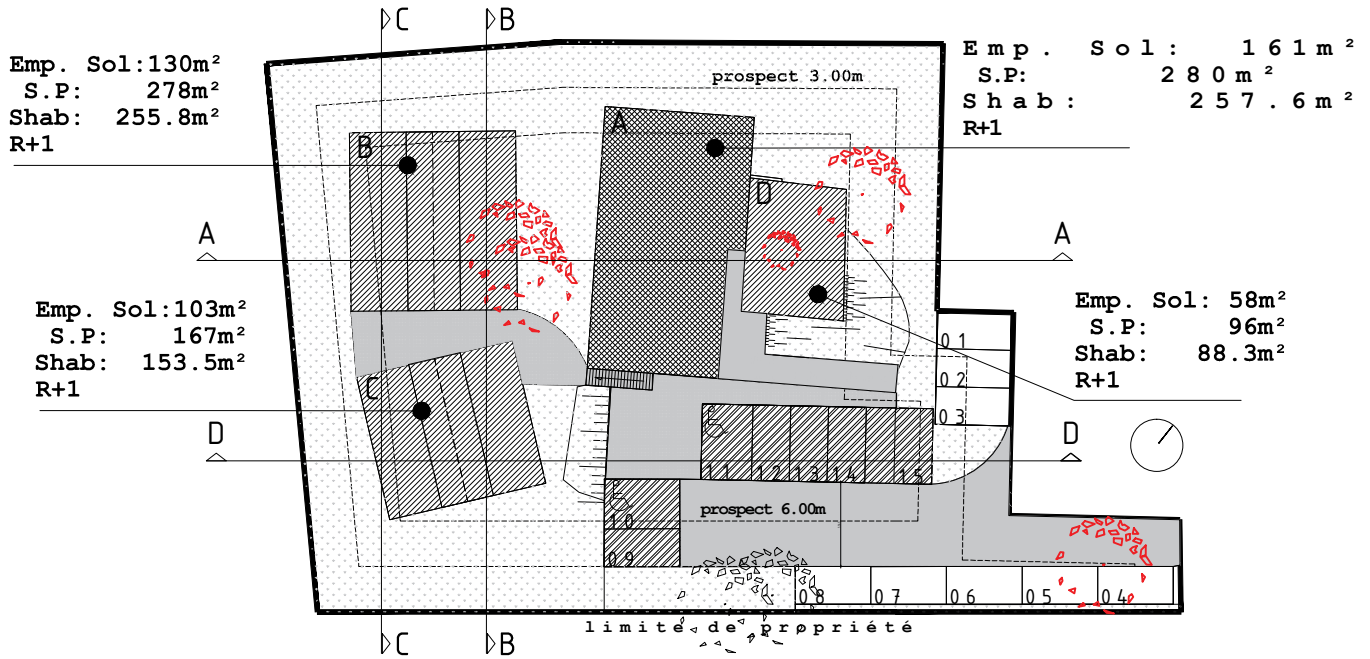 C
B
Emp. Sol:130m²
S.P: 278m²
Shab: 255.8m²
R+1
Emp. Sol: 161m²
S.P: 280m²
Shab: 257.6m²
R+1
prospect 3.00m
A
B
D
A
A
Emp. Sol:103m²
S.P: 167m²
Shab: 153.5m²
R+1
Emp. Sol: 58m²
S.P: 96m²
Shab: 88.3m²
R+1
01
02
03
C
5
D
D
11
12
13
14
15
5
10
prospect 6.00m
09
08
07
06
05
04
limite de propriété
C
B